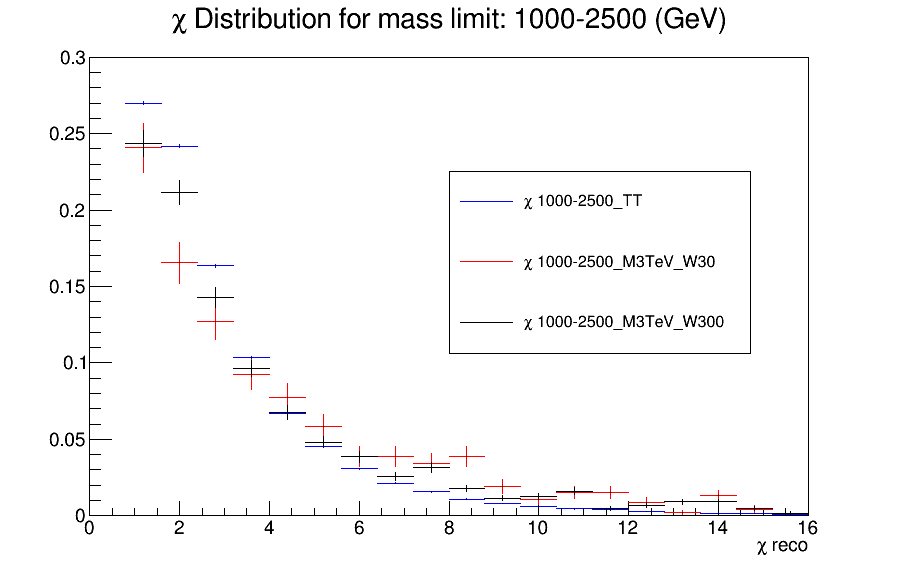 χ Distribution for mass limit: 1000-2500 (GeV)
0.3
0.25
0.2
0.15
0.1
0.05
0
χ 1000-2500_TT
χ 1000-2500_M3TeV_W30
χ 1000-2500_M3TeV_W300
0 2 4 6 8 10 12 14 16
χ reco